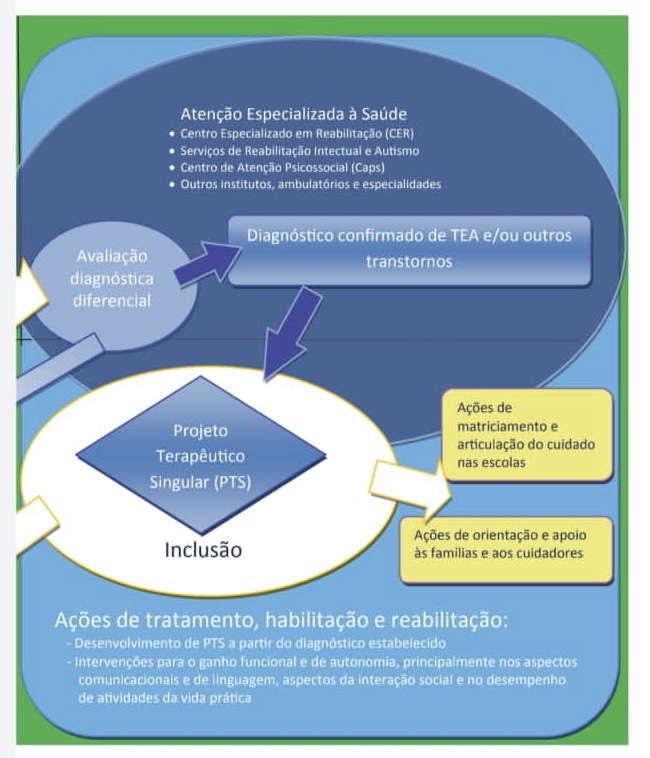 Atenção Especializada à Saúde
• Centro Especializado em Reabilitação (CER)
• Serviços de Reabilitação Intectual e Autismo
• Centro de Atenção Psicossocial (Caps)
• Outros institutos, ambulatórios e especialidades
Avaliação
diagnóstica
diferencial
Diagnóstico confirmado de TEA e/ou outros
transtornos
Projeto
Terapêutico
Singular (PTS)
Inclusão
Ações de
matriciamento e
articulação do cuidado
nas escolas
Ações de orientação e apoio
às famílias e aos cuidadores
Ações de tratamento, habilitação e reabilitação:
- Desenvolvimento de PTS a partir do diagnóstico estabelecido
- Intervenções para o ganho funcional e de autonomia, principalmente nos aspectos
comunicacionais e de linguagem, aspectos da interação social e no desempenho
de atividades da vida prática